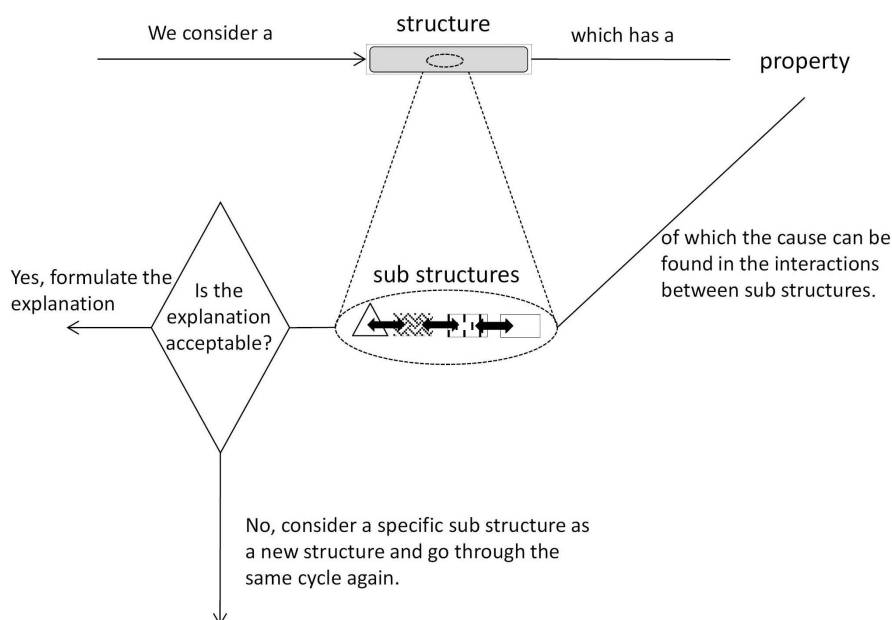 We consider a
structure
which has a
property
of which the cause can be
found in the interactions
between sub structures.
sub structures
Is the
explanation
acceptable?
Yes, formulate the
explanation
No, consider a specific sub structure as
a new structure and go through the
same cycle again.